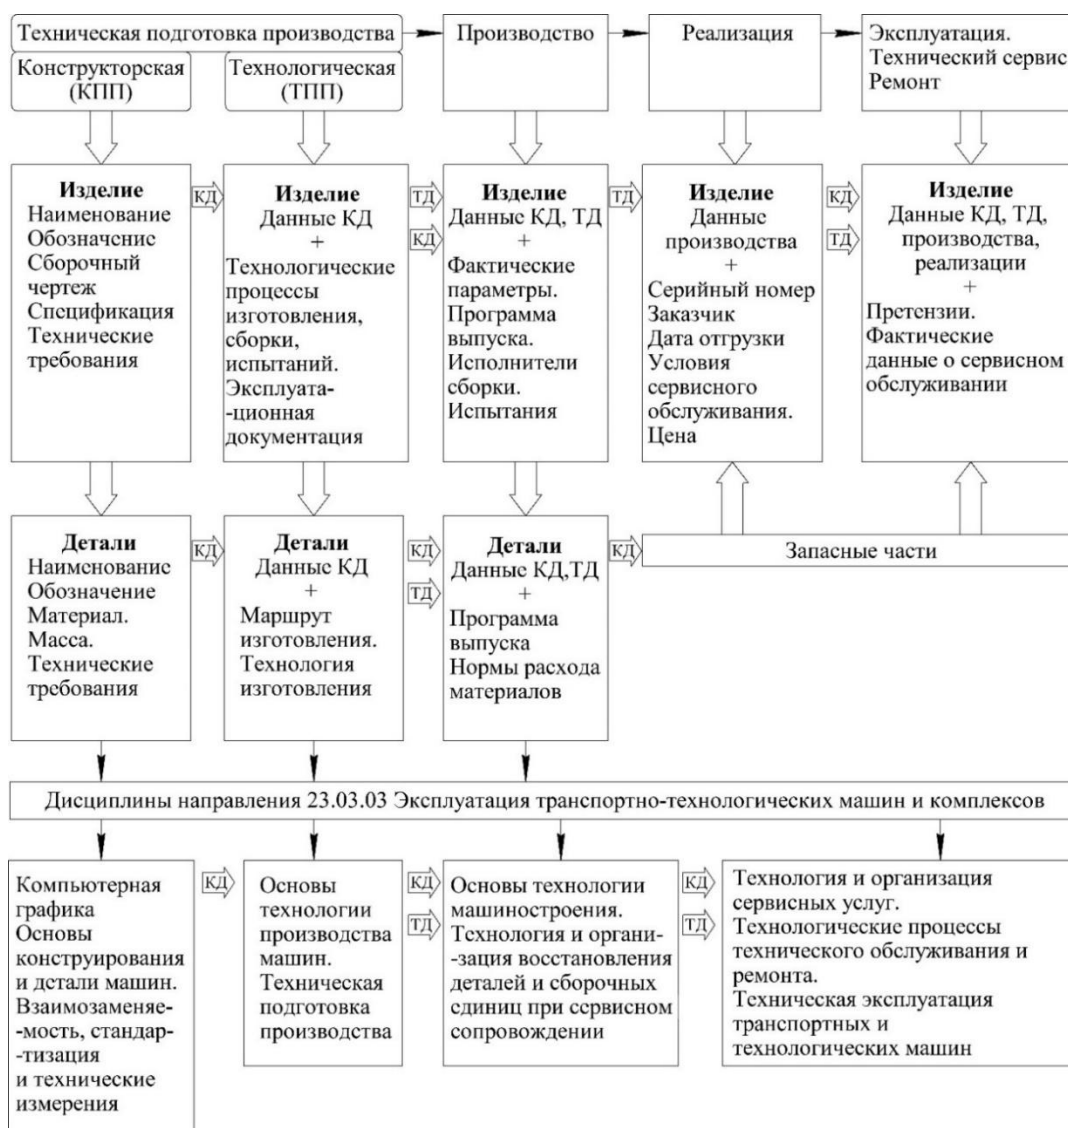 Техническая подготовка производства
Производство
Реализация
Эксплуатация.
Технический сервис
Ремонт
Конструкторская
(КПП)
Технологическая
(ТПП)
Изделие
Наименование
Обозначение
Сборочный
чертеж
Спецификация
Технические
требования
КД
Изделие
Данные КД
+
Технологические
процессы
изготовления,
сборки,
испытаний.
Эксплуата-
-ционная
документация
ТД
КД
Изделие
Данные КД, ТД
+
Фактические
параметры.
Программа
выпуска.
Исполнители
сборки.
Испытания
ТД
Изделие
Данные
производства
+
Серийный номер
Заказчик
Дата отгрузки
Условия
сервисного
обслуживания.
Цена
КД
ТД
Изделие
Данные КД, ТД,
производства,
реализации
+
Претензии.
Фактические
данные о сервисном
обслуживании
Детали
Наименование
Обозначение
Материал.
Масса.
Технические
требования
КД
Детали
Данные КД
+
Маршрут
изготовления.
Технология
изготовления
КД
ТД
Детали
Данные КД,ТД
+
Программа
выпуска
Нормы расхода
материалов
КД
Запасные части
Дисциплины направления 23.03.03 Эксплуатация транспортно-технологических машин и комплексов
Компьютерная
графика
Основы
конструирования
и детали машин.
Взаимозаменяе-
-мость, стандар-
-тизация
и технические
измерения
КД
Основы
технологии
производства
машин.
Техническая
подготовка
производства
КД
ТД
Основы технологии
машиностроения.
Технология и органи-
-зация восстановления
деталей и сборочных
единиц при сервисном
сопровождении
КД
ТД
Технология и организация
сервисных услуг.
Технологические процессы
технического обслуживания и
ремонта.
Техническая эксплуатация
транспортных и
технологических машин